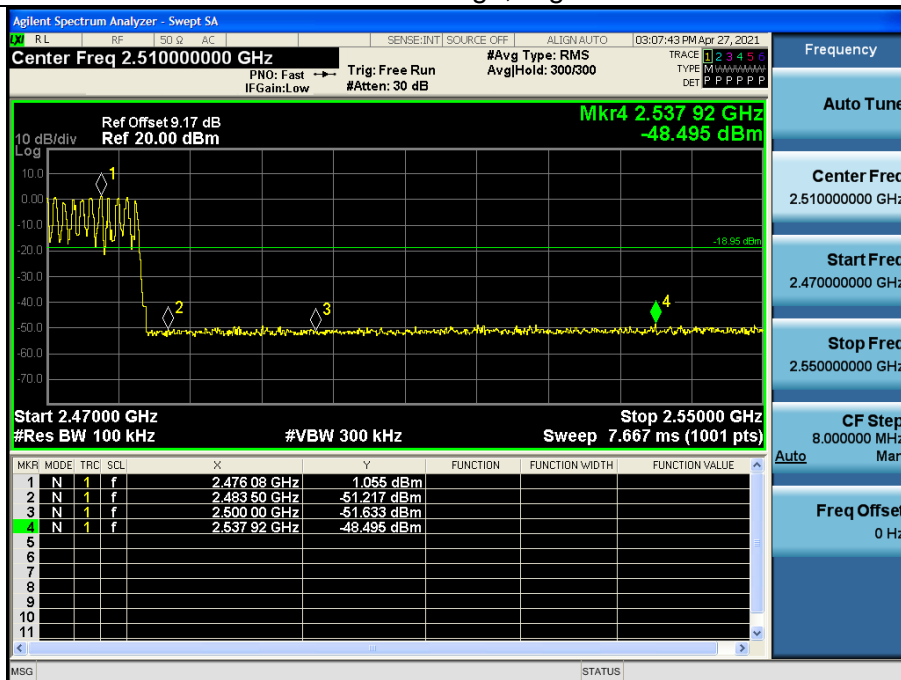 Agilent Spectrum Analyzer - Swept SA
LXI RL RF 50 Ω AC SENSE:INT SOURCE OFF ALIGN AUTO 03:07:43 PM Apr 27, 2021
Center Freq 2.510000000 GHz #Avg Type: RMS TRACE 1 2 3 4 5 6
PNO: Fast Trig: Free Run Avg|Hold: 300/300 TYPE M WWWWW
IFGain:Low #Atten: 30 dB DET P P P P P P
Mkr4 2.537 92 GHz
Ref Offset 9.17 dB
-48.495 dBm
10 dB/div Ref 20.00 dBm
Log
10.0
1
0.00
-10.0
-18.95 dBm
-20.0
-30.0
-40.0
2
3
4
-50.0
-60.0
-70.0
Start 2.47000 GHz Stop 2.55000 GHz
#Res BW 100 kHz #VBW 300 kHz Sweep 7.667 ms (1001 pts)
MKR MODE TRC SCL X Y FUNCTION FUNCTION WIDTH FUNCTION VALUE
1 N 1 f 2.476 08 GHz 1.055 dBm
2 N 1 f 2.483 50 GHz -51.217 dBm
3 N 1 f 2.500 00 GHz -51.633 dBm
4 N 1 f 2.537 92 GHz -48.495 dBm
5
6
7
8
9
10
11
MSG STATUS
Frequency
Auto Tune
Center Freq
2.510000000 GHz
Start Freq
2.470000000 GHz
Stop Freq
2.550000000 GHz
CF Step
8.000000 MHz
Auto Man
Freq Offset
0 Hz